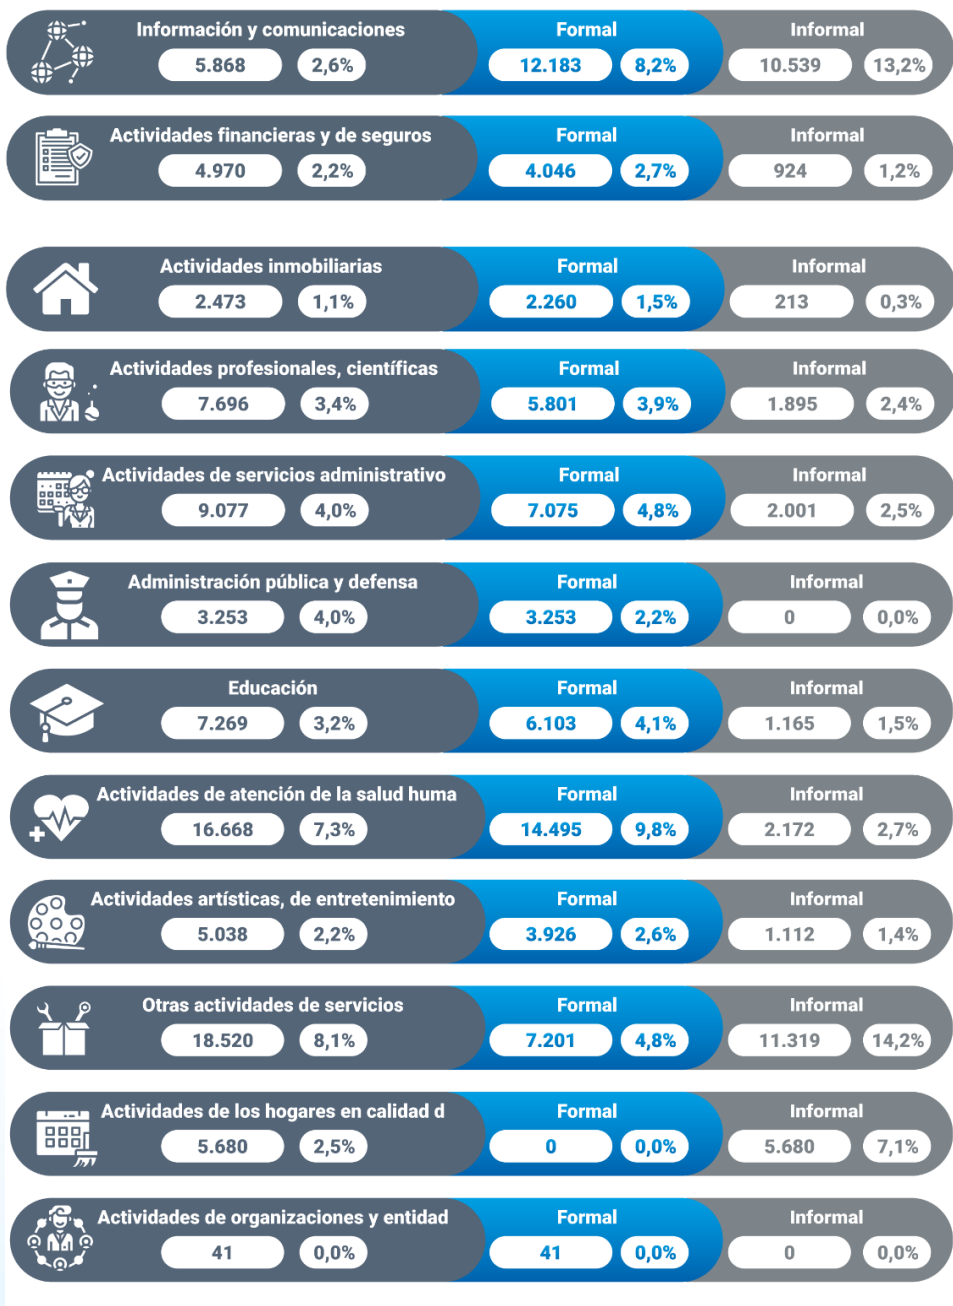 Información y comunicaciones Formal Informal
5.868 2,6% 12.183 8,2% 10.539 13,2%
Actividades financieras y de seguros Formal Informal
4.970 2,2% 4.046 2,7% 924 1,2%
Actividades inmobiliarias Formal Informal
2.473 1,1% 2.260 1,5% 213 0,3%
Actividades profesionales, científicas Formal Informal
7.696 3,4% 5.801 3,9% 1.895 2,4%
Actividades de servicios administrativo Formal Informal
9.077 4,0% 7.075 4,8% 2.001 2,5%
Administración pública y defensa Formal Informal
3.253 4,0% 3.253 2,2% 0 0,0%
Educación Formal Informal
7.269 3,2% 6.103 4,1% 1.165 1,5%
Actividades de atención de la salud huma Formal Informal
16.668 7,3% 14.495 9,8% 2.172 2,7%
Actividades artísticas, de entretenimiento Formal Informal
5.038 2,2% 3.926 2,6% 1.112 1,4%
Otras actividades de servicios Formal Informal
18.520 8,1% 7.201 4,8% 11.319 14,2%
Actividades de los hogares en calidad d Formal Informal
5.680 2,5% 0 0,0% 5.680 7,1%
Actividades de organizaciones y entidad Formal Informal
41 0,0% 41 0,0% 0 0,0%